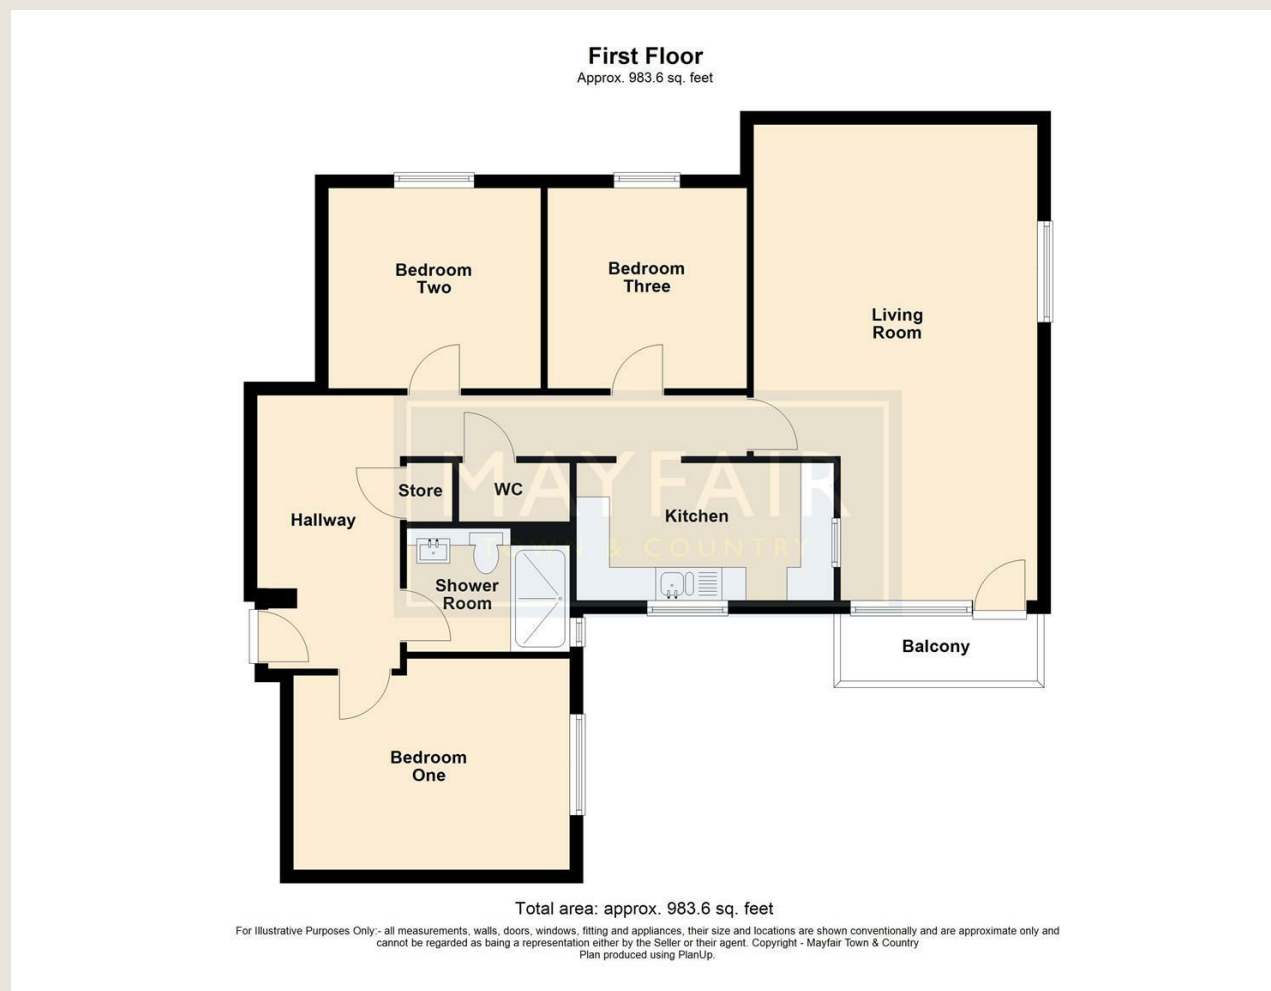 First Floor
Approx. 983.6 sq. feet
Bedroom
Two
Bedroom
Three
Living
Room
MAYFAIR
TOWN & COUNTRY
Store
WC
Kitchen
Hallway
Shower
Room
Balcony
Bedroom
One
Total area: approx. 983.6 sq. feet
For Illustrative Purposes Only:- all measurements, walls, doors, windows, fitting and appliances, their size and locations are shown conventionally and are approximate only and
cannot be regarded as being a representation either by the Seller or their agent. Copyright - Mayfair Town & Country
Plan produced using PlanUp.